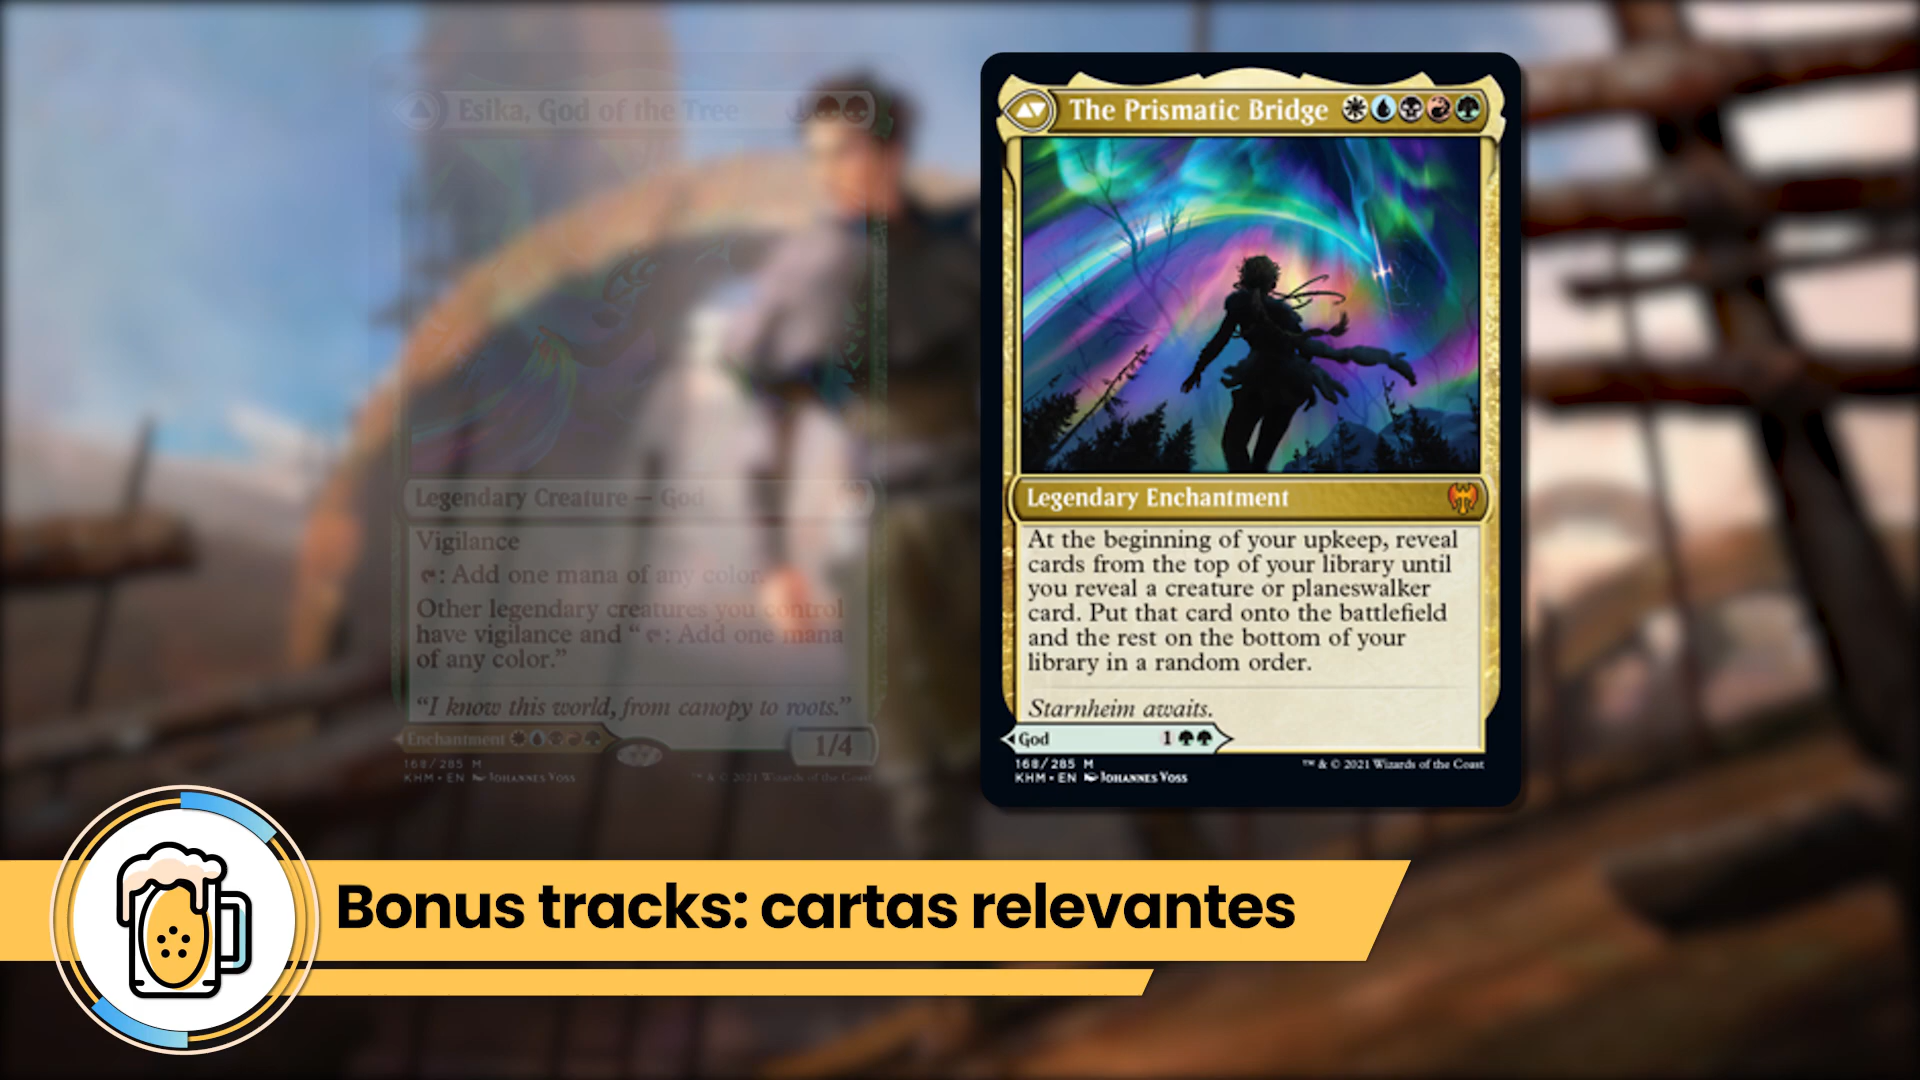 Esika, God of the Tree
Legendary Creature — God
Vigilance
: Add one mana of any color.
Other legendary creatures you control
have vigilance and “ : Add one mana
of any color.”
“I know this world, from canopy to roots.”
Enchantment
1/4
168/285 M
KHM • EN Johannes Voss
™ & © 2021 Wizards of the Coast
The Prismatic Bridge
Legendary Enchantment
At the beginning of your upkeep, reveal
cards from the top of your library until
you reveal a creature or planeswalker
card. Put that card onto the battlefield
and the rest on the bottom of your
library in a random order.
Starnheim awaits.
God 1
168/285 M
KHM • EN Johannes Voss
™ & © 2021 Wizards of the Coast
Bonus tracks: cartas relevantes